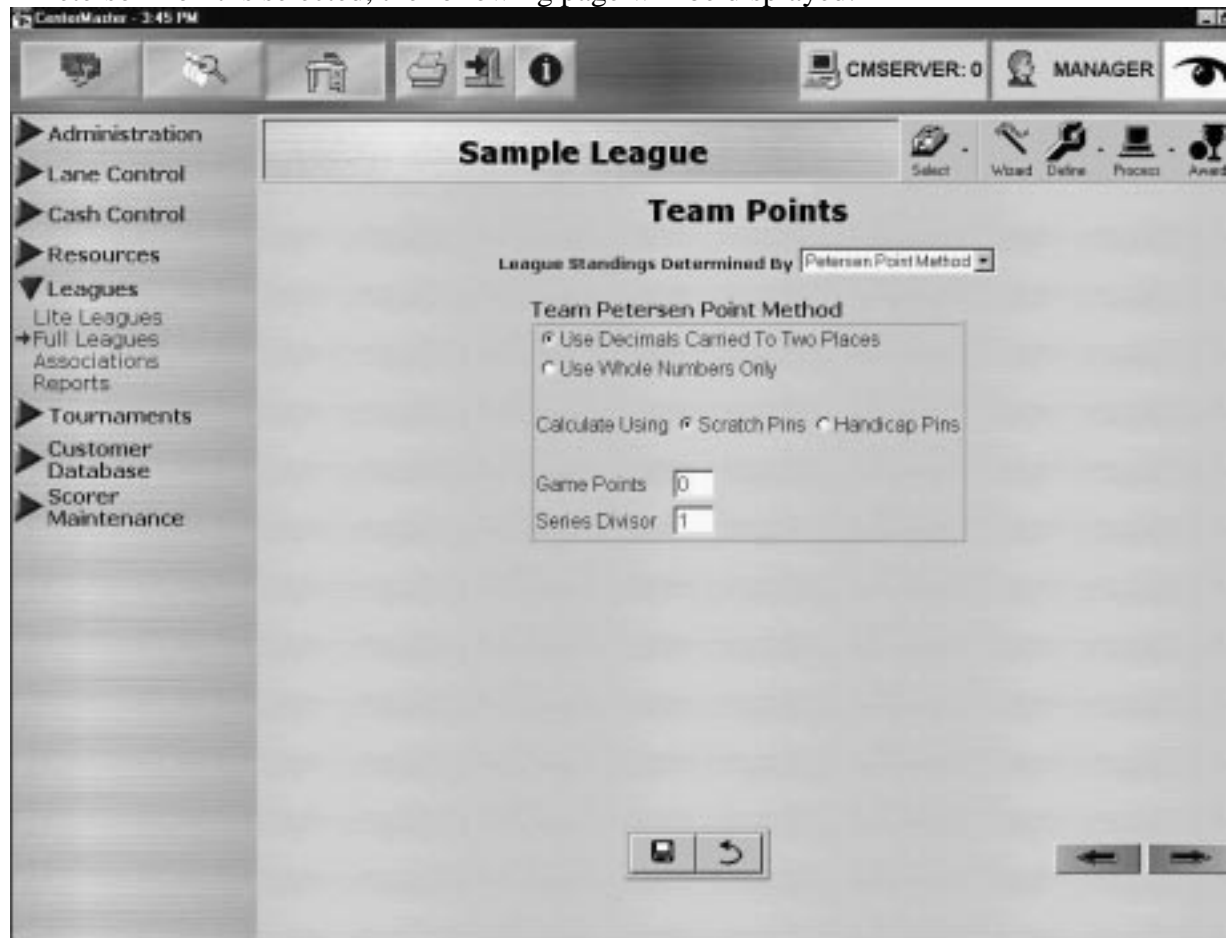 CenterMaster - 3:45 PM
CMSERVER: 0
MANAGER
Administration
Lane Control
Cash Control
Resources
Leagues
Lite Leagues
Full Leagues
Associations
Reports
Tournaments
Customer
Database
Scorer
Maintenance
Sample League
Select
Wizard
Define
Process
Team Points
League Standings Determined By Petersen Point Method
Team Petersen Point Method
Use Decimals Carried To Two Places
Use Whole Numbers Only
Calculate Using Scratch Pins Handicap Pins
Game Points 0
Series Divisor 1